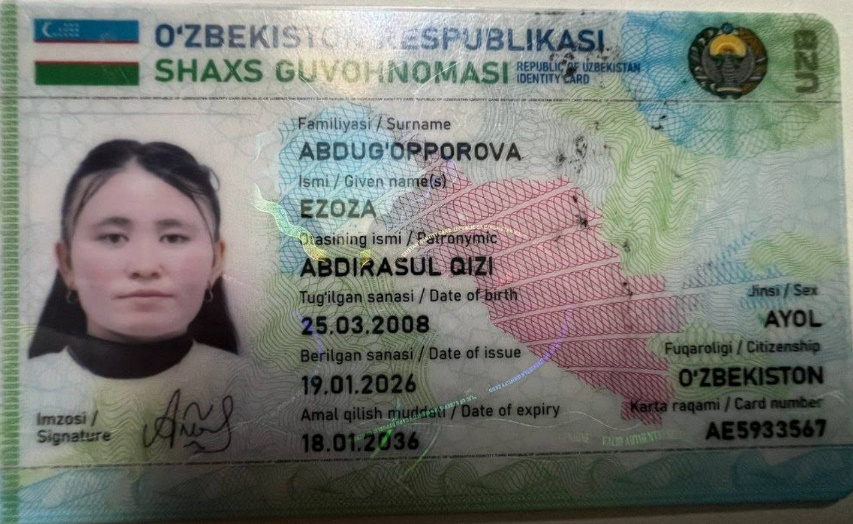 O‘ZBEKISTON RESPUBLIKASI
SHAXS GUVOHNOMASI
REPUBLIC OF UZBEKISTAN
IDENTITY CARD
UZB
Familiyasi / Surname
ABDUG‘OPPOROVA
Ismi / Given name(s)
EZOZA
Otasining ismi / Patronymic
ABDIRASUL QIZI
Tug‘ilgan sanasi / Date of birth
25.03.2008
Jinsi / Sex
AYOL
Berilgan sanasi / Date of issue
19.01.2026
Fuqaroligi / Citizenship
O‘ZBEKISTON
Amal qilish muddati / Date of expiry
18.01.2036
Karta raqami / Card number
AE5933567
Imzosi /
Signature